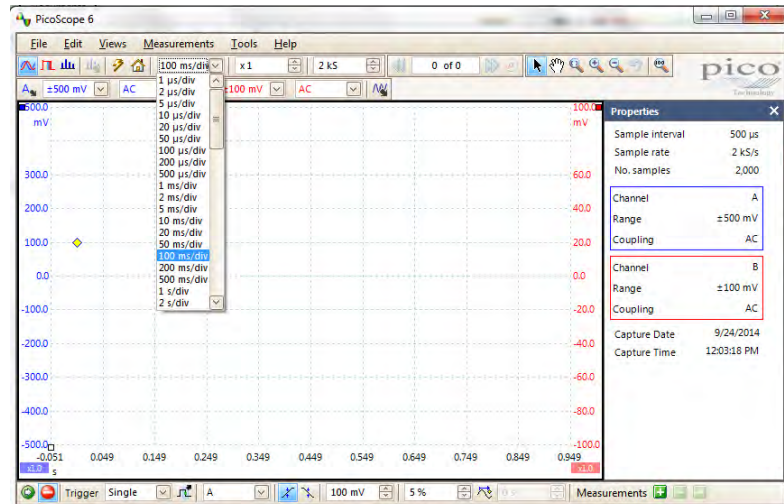 PicoScope 6
File Edit Views Measurements Tools Help
100 ms/div x 1 2 kS 0 of 0
pico
Technology
A ±500 mV AC ±100 mV AC
1 µs/div
2 µs/div
5 µs/div
10 µs/div
20 µs/div
50 µs/div
100 µs/div
200 µs/div
500 µs/div
1 ms/div
2 ms/div
5 ms/div
10 ms/div
20 ms/div
50 ms/div
100 ms/div
200 ms/div
500 ms/div
1 s/div
2 s/div
500.0
mV
300.0
200.0
100.0
0.0
-100.0
-200.0
-300.0
-400.0
-500.0
x1.0
100.0
mV
60.0
40.0
20.0
0.0
-20.0
-40.0
-60.0
-80.0
-100.0
x1.0
-0.051 0.049 0.149 0.249 0.349 0.449 0.549 0.649 0.749 0.849 0.949
s
Properties X
Sample interval 500 µs
Sample rate 2 kS/s
No. samples 2,000
Channel A
Range ±500 mV
Coupling AC
Channel B
Range ±100 mV
Coupling AC
Capture Date 9/24/2014
Capture Time 12:03:18 PM
Trigger Single A 100 mV 5 % Measurements